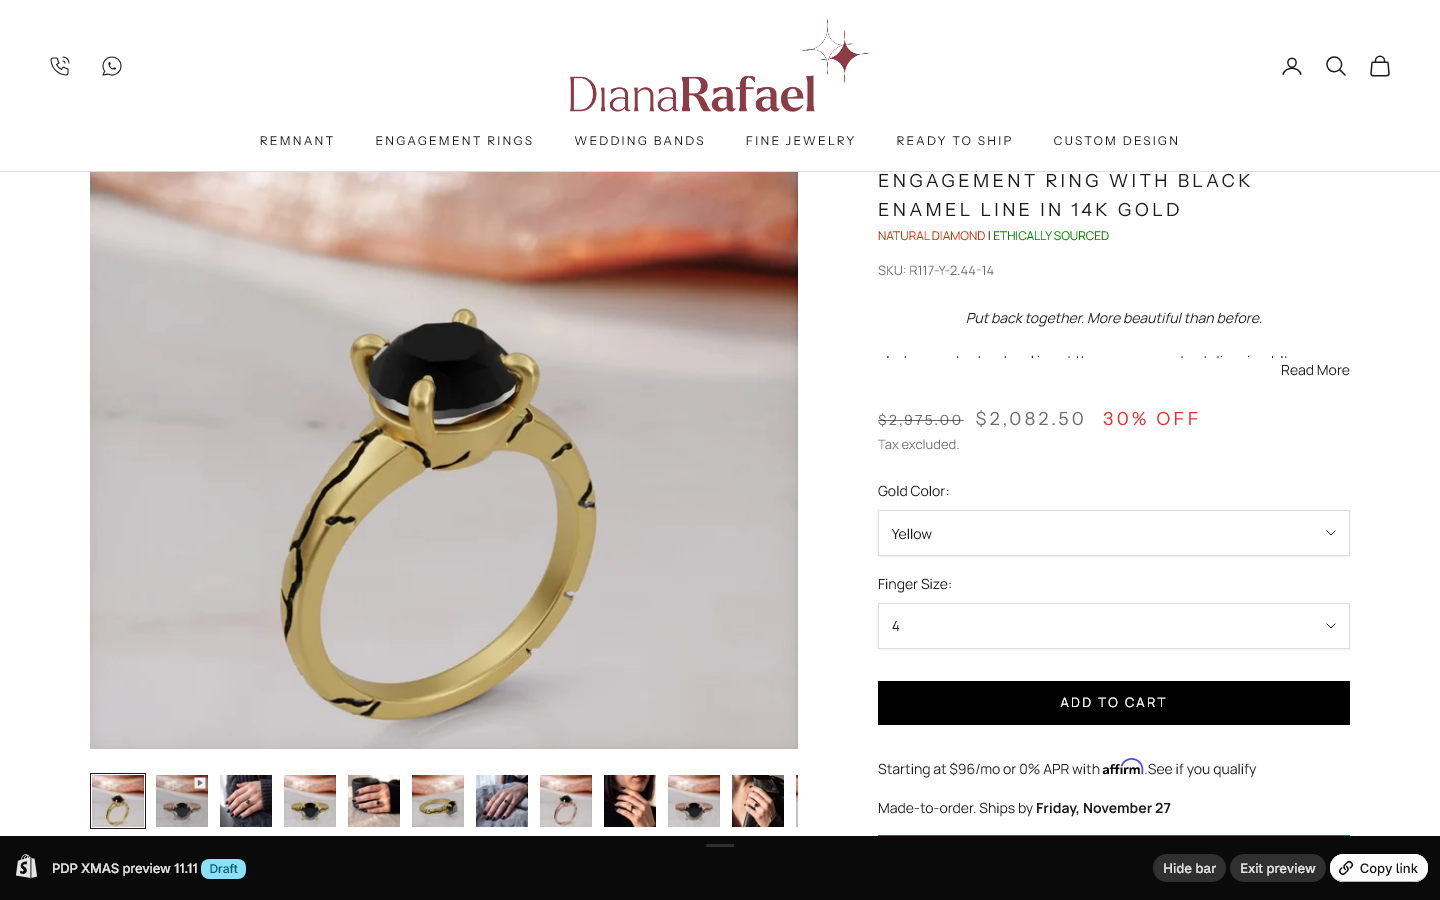 DianaRafael
REMNANT
ENGAGEMENT RINGS
WEDDING BANDS
FINE JEWELRY
READY TO SHIP
CUSTOM DESIGN
ENGAGEMENT RING WITH BLACK
ENAMEL LINE IN 14K GOLD
NATURAL DIAMOND | ETHICALLY SOURCED
SKU: R117-Y-2.44-14
Put back together. More beautiful than before.
Read More
$2,975.00 $2,082.50 30% OFF
Tax excluded.
Gold Color:
Yellow
Finger Size:
4
ADD TO CART
Starting at $96/mo or 0% APR with affirm. See if you qualify
Made-to-order. Ships by Friday, November 27
PDP XMAS preview 11.11 Draft
Hide bar
Exit preview
Copy link